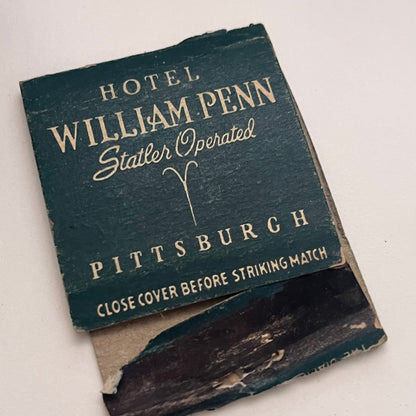 HOTEL
WILLIAM PENN
Statler Operated
PITTSBURGH
CLOSE COVER BEFORE STRIKING MATCH